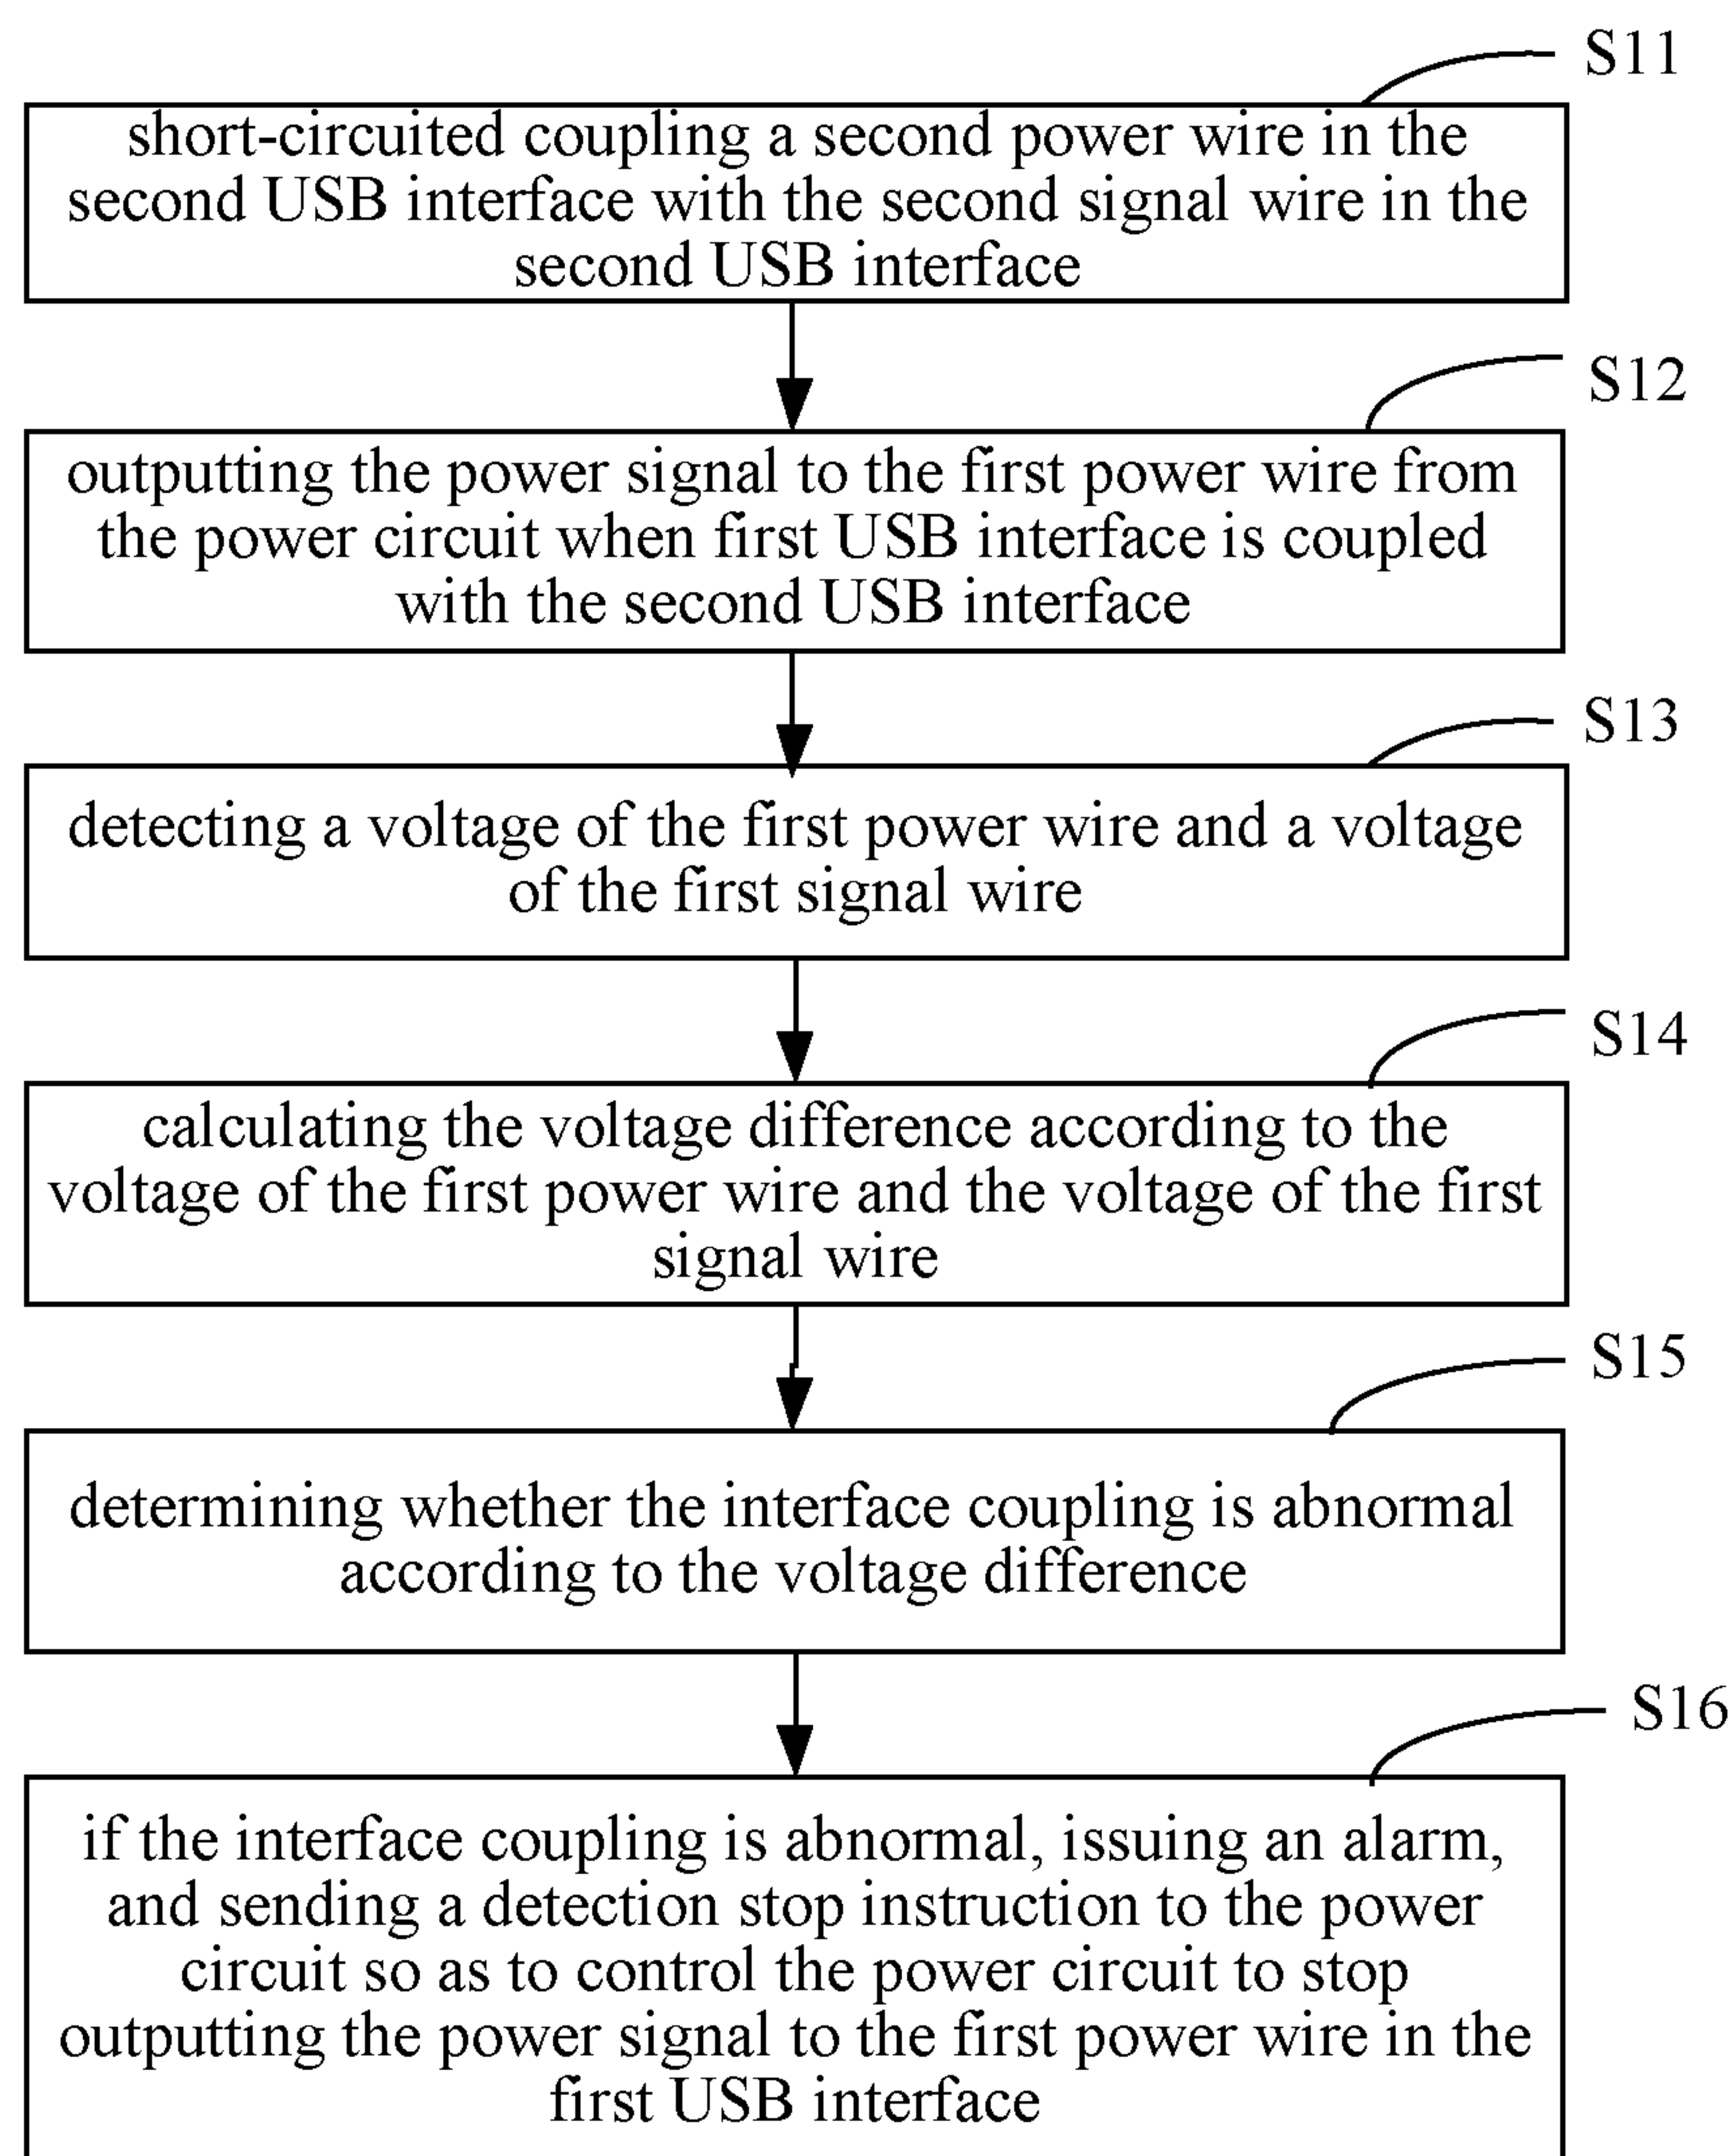 S11
short-circuited coupling a second power wire in the
second USB interface with the second signal wire in the
second USB interface
S12
outputting the power signal to the first power wire from
the power circuit when first USB interface is coupled
with the second USB interface
S13
detecting a voltage of the first power wire and a voltage
of the first signal wire
S14
calculating the voltage difference according to the
voltage of the first power wire and the voltage of the first
signal wire
S15
determining whether the interface coupling is abnormal
according to the voltage difference
S16
if the interface coupling is abnormal, issuing an alarm,
and sending a detection stop instruction to the power
circuit so as to control the power circuit to stop
outputting the power signal to the first power wire in the
first USB interface